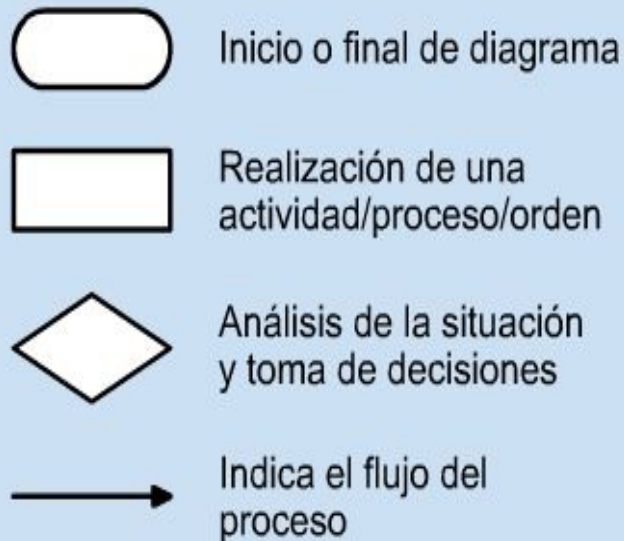 Inicio o final de diagrama
Realización de una
actividad/proceso/orden
Análisis de la situación
y toma de decisiones
Indica el flujo del
proceso